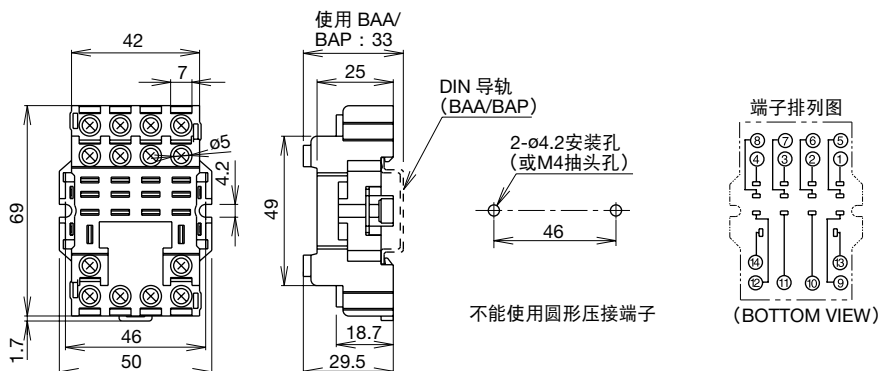 42
7
ø5
4.2
69
1.7
46
50
使用 BAA/
BAP：33
25
DIN 导轨
（BAA/BAP）
49
18.7
29.5
2-ø4.2安装孔
(或M4抽头孔)
46
不能使用圆形压接端子
端子排列图
⑧ ⑦ ⑥ ⑤
④ ③ ② ①
⑭ ⑬
⑫ ⑪ ⑩ ⑨
(BOTTOM VIEW)